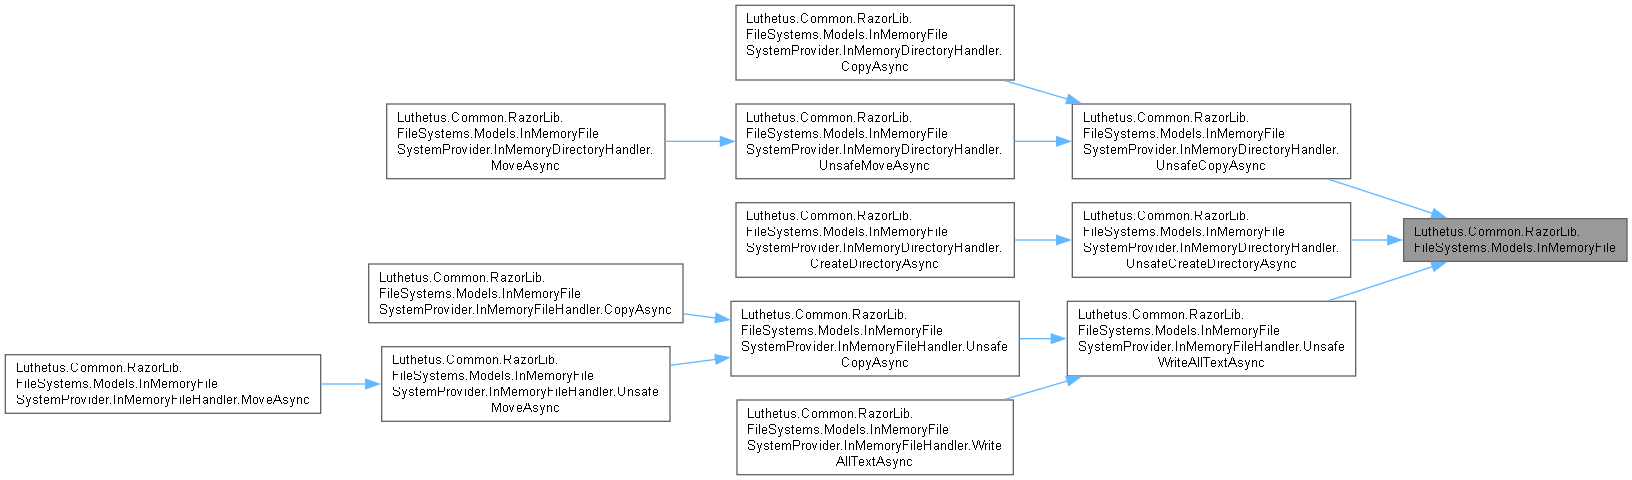 Luthetus.Common.RazorLib.
FileSystems.Models.InMemoryFile
SystemProvider.InMemoryDirectoryHandler.
CopyAsync
Luthetus.Common.RazorLib.
FileSystems.Models.InMemoryFile
SystemProvider.InMemoryDirectoryHandler.
MoveAsync
Luthetus.Common.RazorLib.
FileSystems.Models.InMemoryFile
SystemProvider.InMemoryDirectoryHandler.
UnsafeMoveAsync
Luthetus.Common.RazorLib.
FileSystems.Models.InMemoryFile
SystemProvider.InMemoryDirectoryHandler.
UnsafeCopyAsync
Luthetus.Common.RazorLib.
FileSystems.Models.InMemoryFile
SystemProvider.InMemoryDirectoryHandler.
CreateDirectoryAsync
Luthetus.Common.RazorLib.
FileSystems.Models.InMemoryFile
SystemProvider.InMemoryDirectoryHandler.
UnsafeCreateDirectoryAsync
Luthetus.Common.RazorLib.
FileSystems.Models.InMemoryFile
Luthetus.Common.RazorLib.
FileSystems.Models.InMemoryFile
SystemProvider.InMemoryFileHandler.CopyAsync
Luthetus.Common.RazorLib.
FileSystems.Models.InMemoryFile
SystemProvider.InMemoryFileHandler.Unsafe
CopyAsync
Luthetus.Common.RazorLib.
FileSystems.Models.InMemoryFile
SystemProvider.InMemoryFileHandler.Unsafe
WriteAllTextAsync
Luthetus.Common.RazorLib.
FileSystems.Models.InMemoryFile
SystemProvider.InMemoryFileHandler.MoveAsync
Luthetus.Common.RazorLib.
FileSystems.Models.InMemoryFile
SystemProvider.InMemoryFileHandler.Unsafe
MoveAsync
Luthetus.Common.RazorLib.
FileSystems.Models.InMemoryFile
SystemProvider.InMemoryFileHandler.Write
AllTextAsync